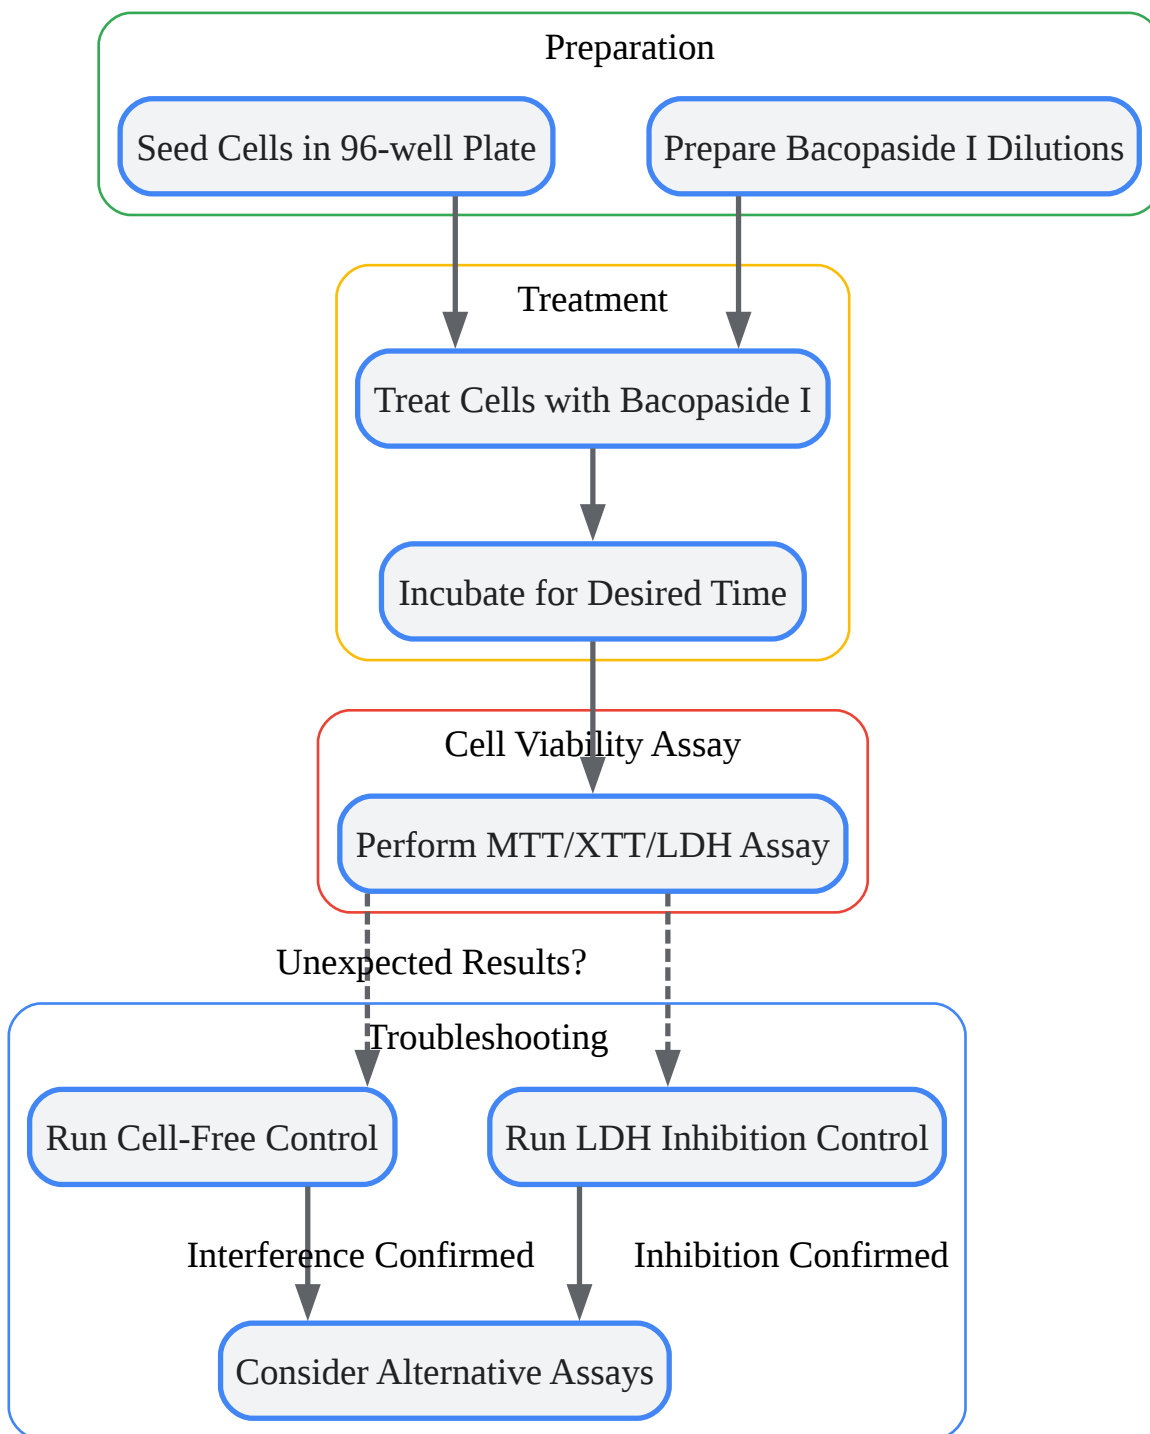 Preparation
Seed Cells in 96-well Plate
Prepare Bacopaside I Dilutions
Treatment
Treat Cells with Bacopaside I
Incubate for Desired Time
Cell Viability Assay
Perform MTT/XTT/LDH Assay
Unexpected Results?
Troubleshooting
Run Cell-Free Control
Run LDH Inhibition Control
Interference Confirmed
Inhibition Confirmed
Consider Alternative Assays